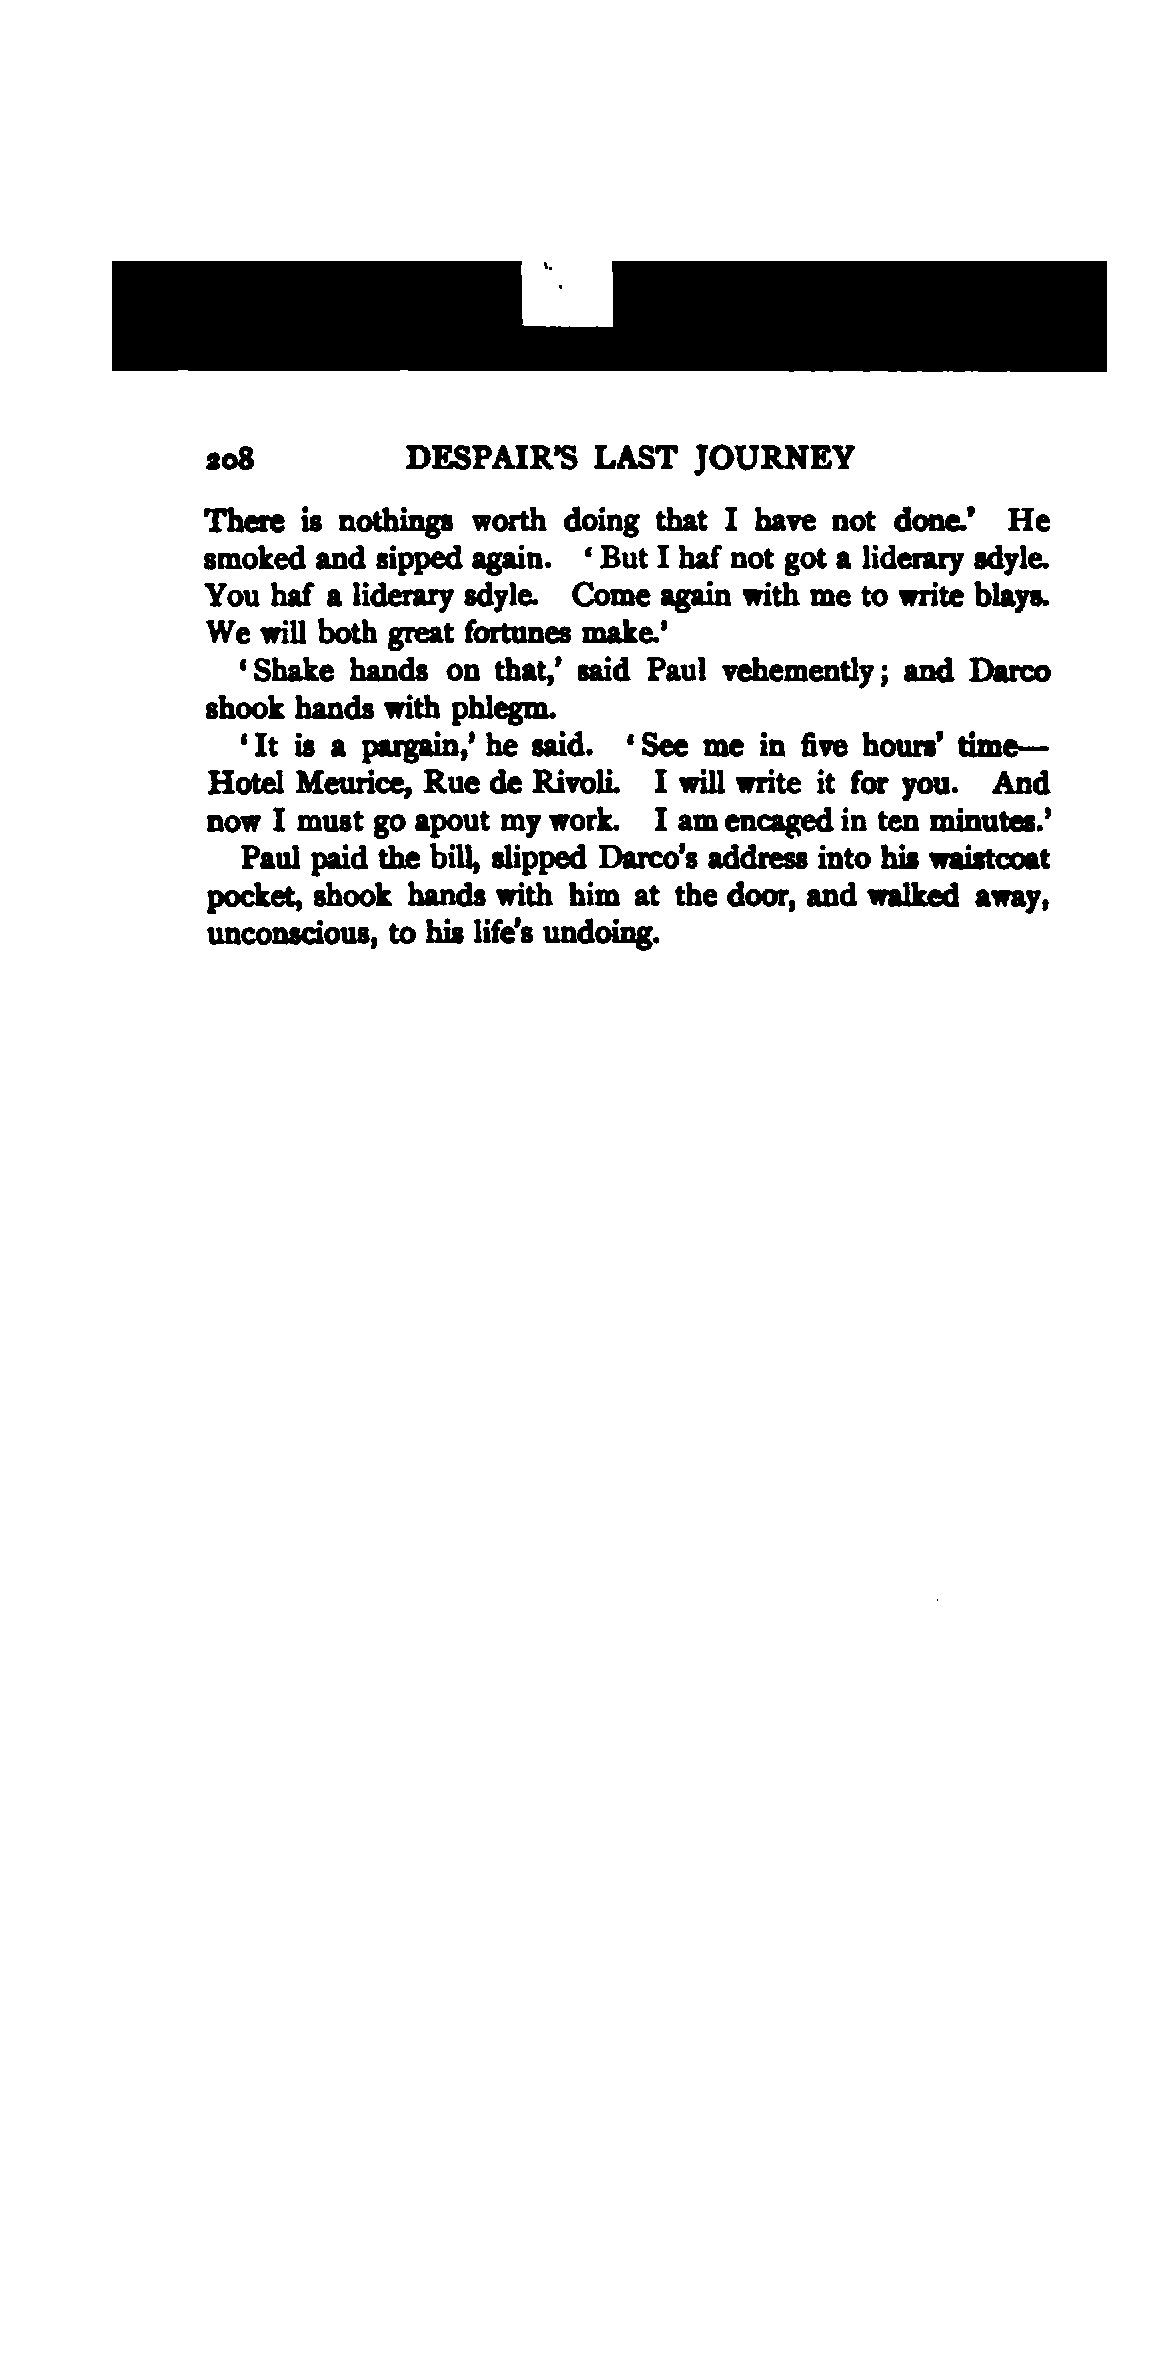 208 DESPAIR'S LAST JOURNEY
There is nothings worth doing that I have not done.' He
smoked and sipped again. 'But I haf not got a liderary sdyle.
You haf a liderary sdyle. Come again with me to write blays.
We will both great fortunes make.'
'Shake hands on that,' said Paul vehemently; and Darco
shook hands with phlegm.
'It is a pargain,' he said. 'See me in five hours' time—
Hotel Meurice, Rue de Rivoli. I will write it for you. And
now I must go apout my work. I am encaged in ten minutes.'
Paul paid the bill, slipped Darco's address into his waistcoat
pocket, shook hands with him at the door, and walked away,
unconscious, to his life's undoing.